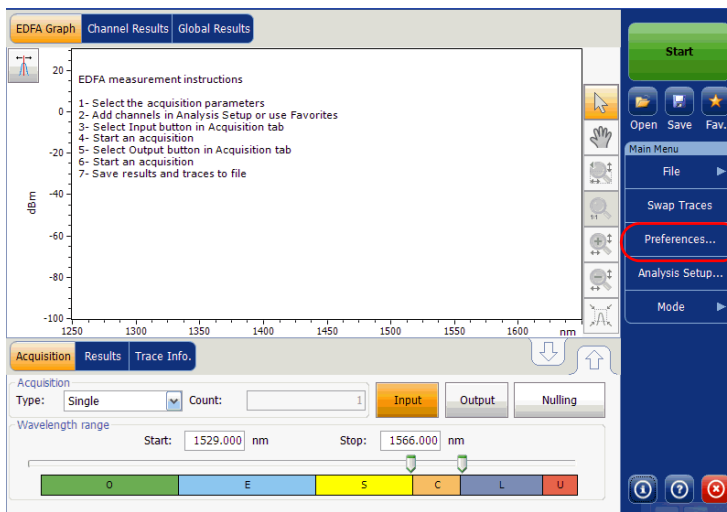 EDFA Graph Channel Results Global Results
EDFA measurement instructions
1- Select the acquisition parameters
2- Add channels in Analysis Setup or use Favorites
3- Select Input button in Acquisition tab
4- Start an acquisition
5- Select Output button in Acquisition tab
6- Start an acquisition
7- Save results and traces to file
dBm
20
0
-20
-40
-60
-80
-100
1250 1300 1350 1400 1450 1500 1550 1600 nm
1:1
Start
Open Save Fav.
Main Menu
File
Swap Traces
Preferences...
Analysis Setup...
Mode
Acquisition Results Trace Info.
Acquisition
Type: Single Count: 1 Input Output Nulling
Wavelength range
Start: 1529.000 nm Stop: 1566.000 nm
O E S C L U